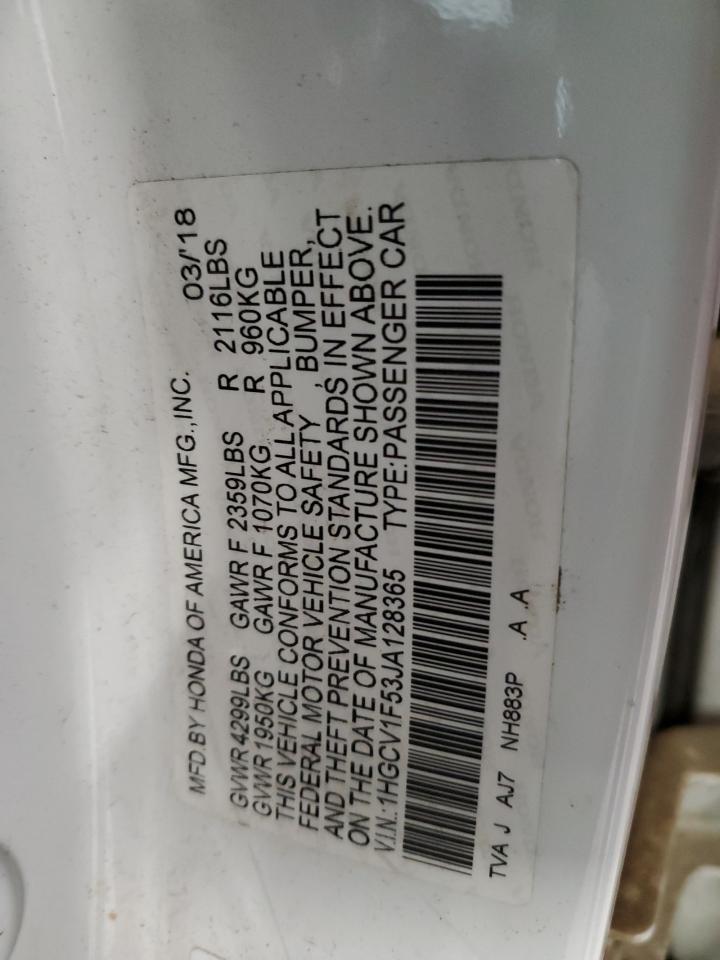 MFD.BY HONDA OF AMERICA MFG.,INC. 03/'18
GVWR 4299LBS GAWR F 2359LBS R 2116LBS
GVWR 1950KG GAWR F 1070KG R 960KG
THIS VEHICLE CONFORMS TO ALL APPLICABLE
FEDERAL MOTOR VEHICLE SAFETY , BUMPER,
AND THEFT PREVENTION STANDARDS IN EFFECT
ON THE DATE OF MANUFACTURE SHOWN ABOVE.
V.I.N.:1HGCV1F53JA128365 TYPE:PASSENGER CAR
TVA J AJ7 NH883P .A .A